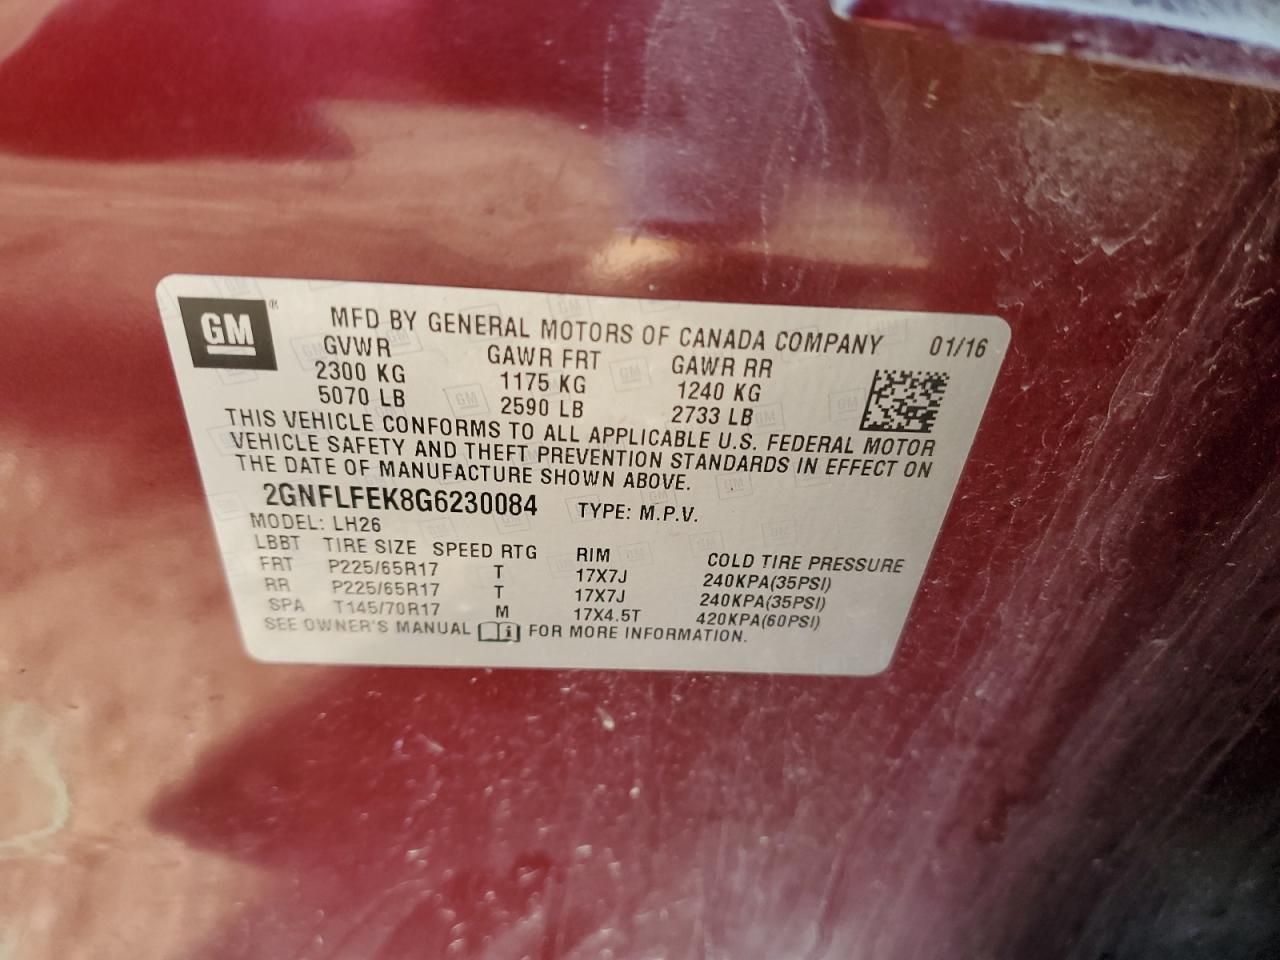 GM ®
MFD BY GENERAL MOTORS OF CANADA COMPANY 01/16
GVWR GAWR FRT GAWR RR
2300 KG 1175 KG 1240 KG
5070 LB 2590 LB 2733 LB
THIS VEHICLE CONFORMS TO ALL APPLICABLE U.S. FEDERAL MOTOR
VEHICLE SAFETY AND THEFT PREVENTION STANDARDS IN EFFECT ON
THE DATE OF MANUFACTURE SHOWN ABOVE.
2GNFLFEK8G6230084 TYPE: M.P.V.
MODEL: LH26
LBBT TIRE SIZE SPEED RTG RIM COLD TIRE PRESSURE
FRT P225/65R17 T 17X7J 240KPA(35PSI)
RR P225/65R17 T 17X7J 240KPA(35PSI)
SPA T145/70R17 M 17X4.5T 420KPA(60PSI)
SEE OWNER'S MANUAL FOR MORE INFORMATION.